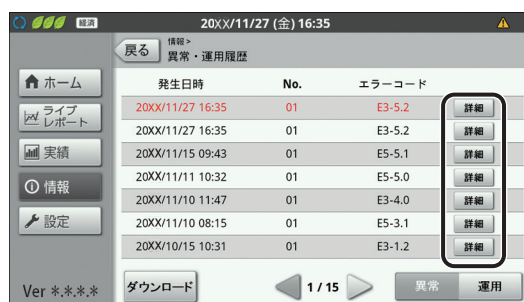 経済 20XX/11/27 (金) 16:35
戻る 情報>
異常・運用履歴
ホーム
ライブ
レポート
実績
情報
設定
Ver *.*.*.*
発生日時 No. エラーコード
20XX/11/27 16:35 01 E3-5.2 詳細
20XX/11/27 16:35 01 E3-5.2 詳細
20XX/11/15 09:43 01 E5-5.1 詳細
20XX/11/11 10:32 01 E5-5.0 詳細
20XX/11/10 11:47 01 E3-4.0 詳細
20XX/11/10 08:15 01 E5-3.1 詳細
20XX/10/15 10:31 01 E3-1.2 詳細
ダウンロード 1 / 15 異常 運用